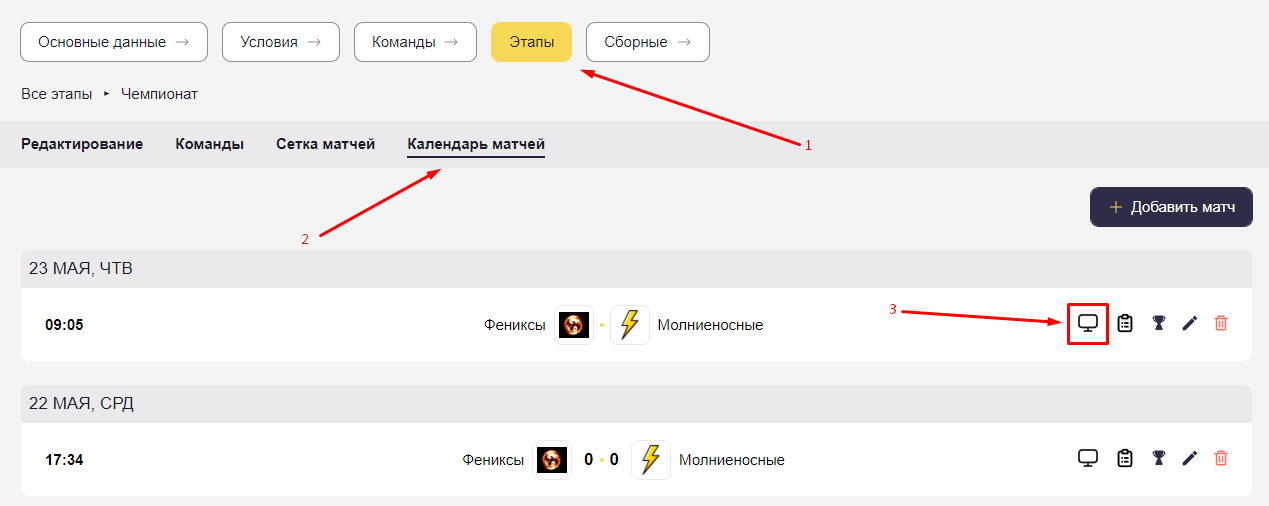 Основные данные → Условия → Команды → Этапы Сборные →
Все этапы ▸ Чемпионат
1
Редактирование Команды Сетка матчей Календарь матчей
+ Добавить матч
2
23 МАЯ, ЧТВ
3
09:05 Фениксы • Молниеносные
22 МАЯ, СРД
17:34 Фениксы 0 • 0 Молниеносные